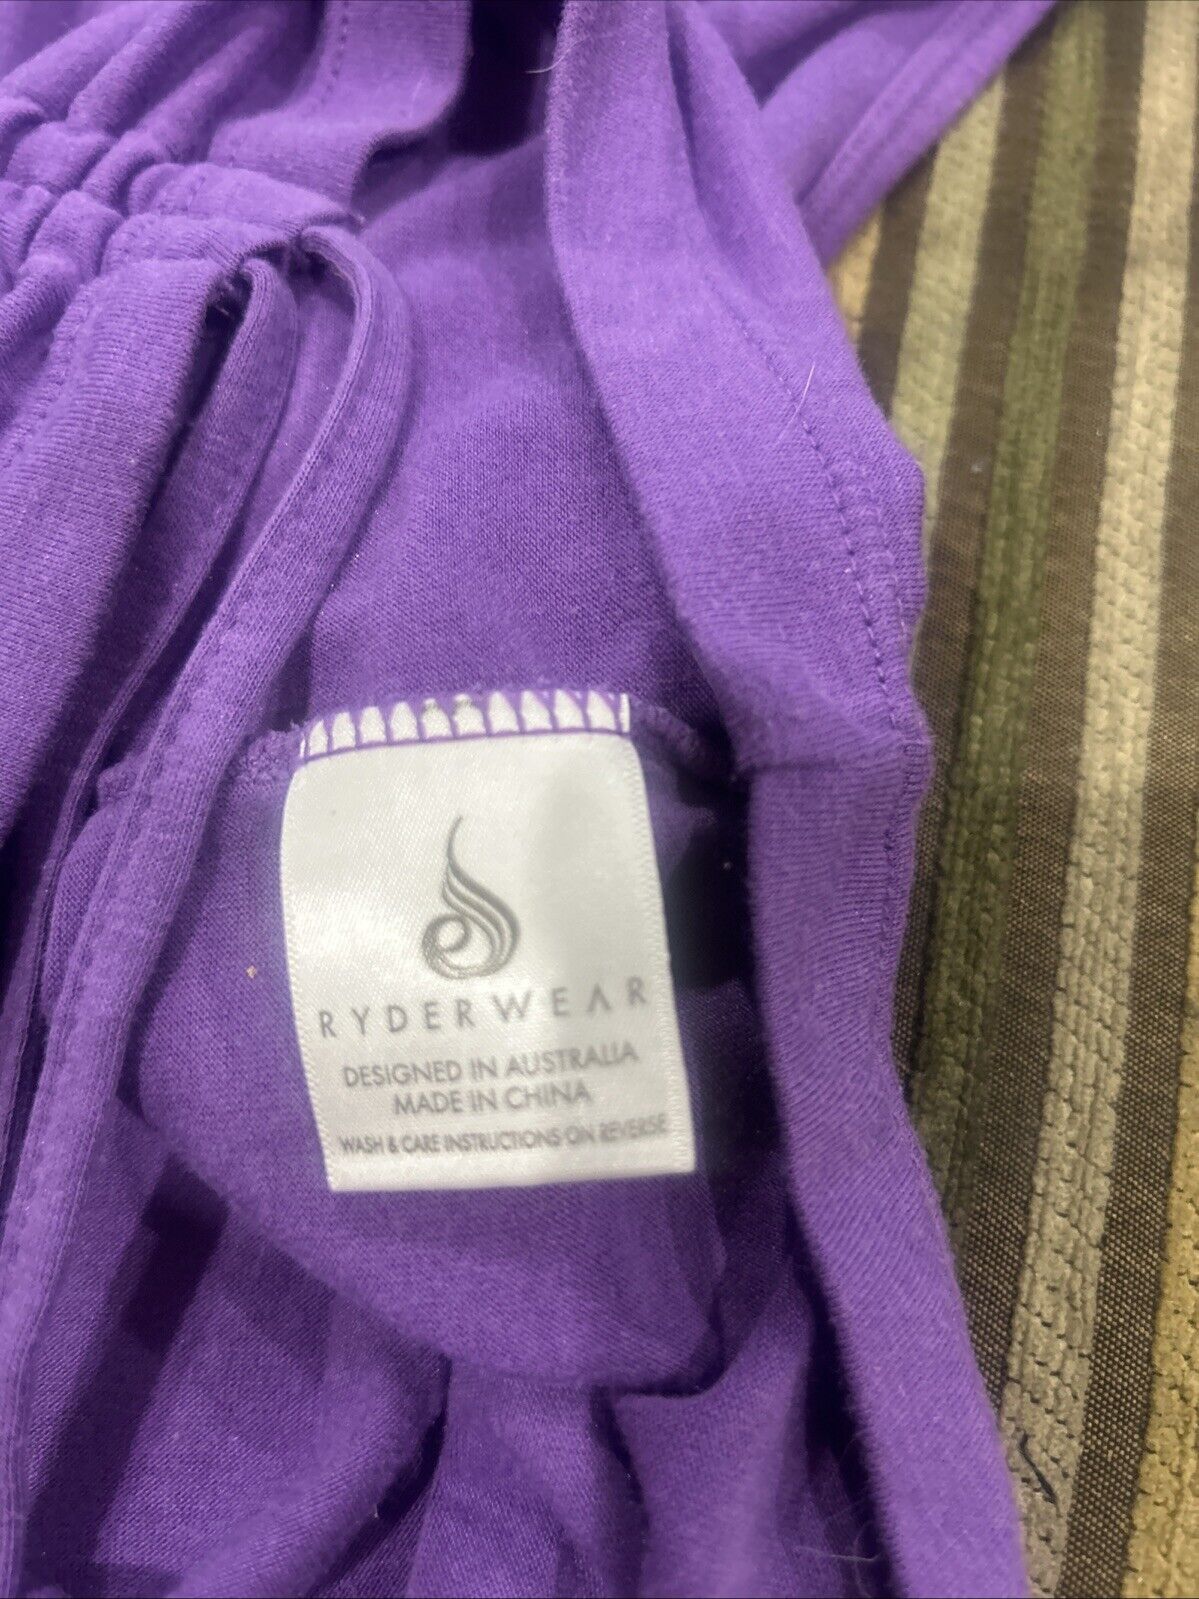 RYDERWEAR
DESIGNED IN AUSTRALIA
MADE IN CHINA
WASH & CARE INSTRUCTIONS ON REVERSE